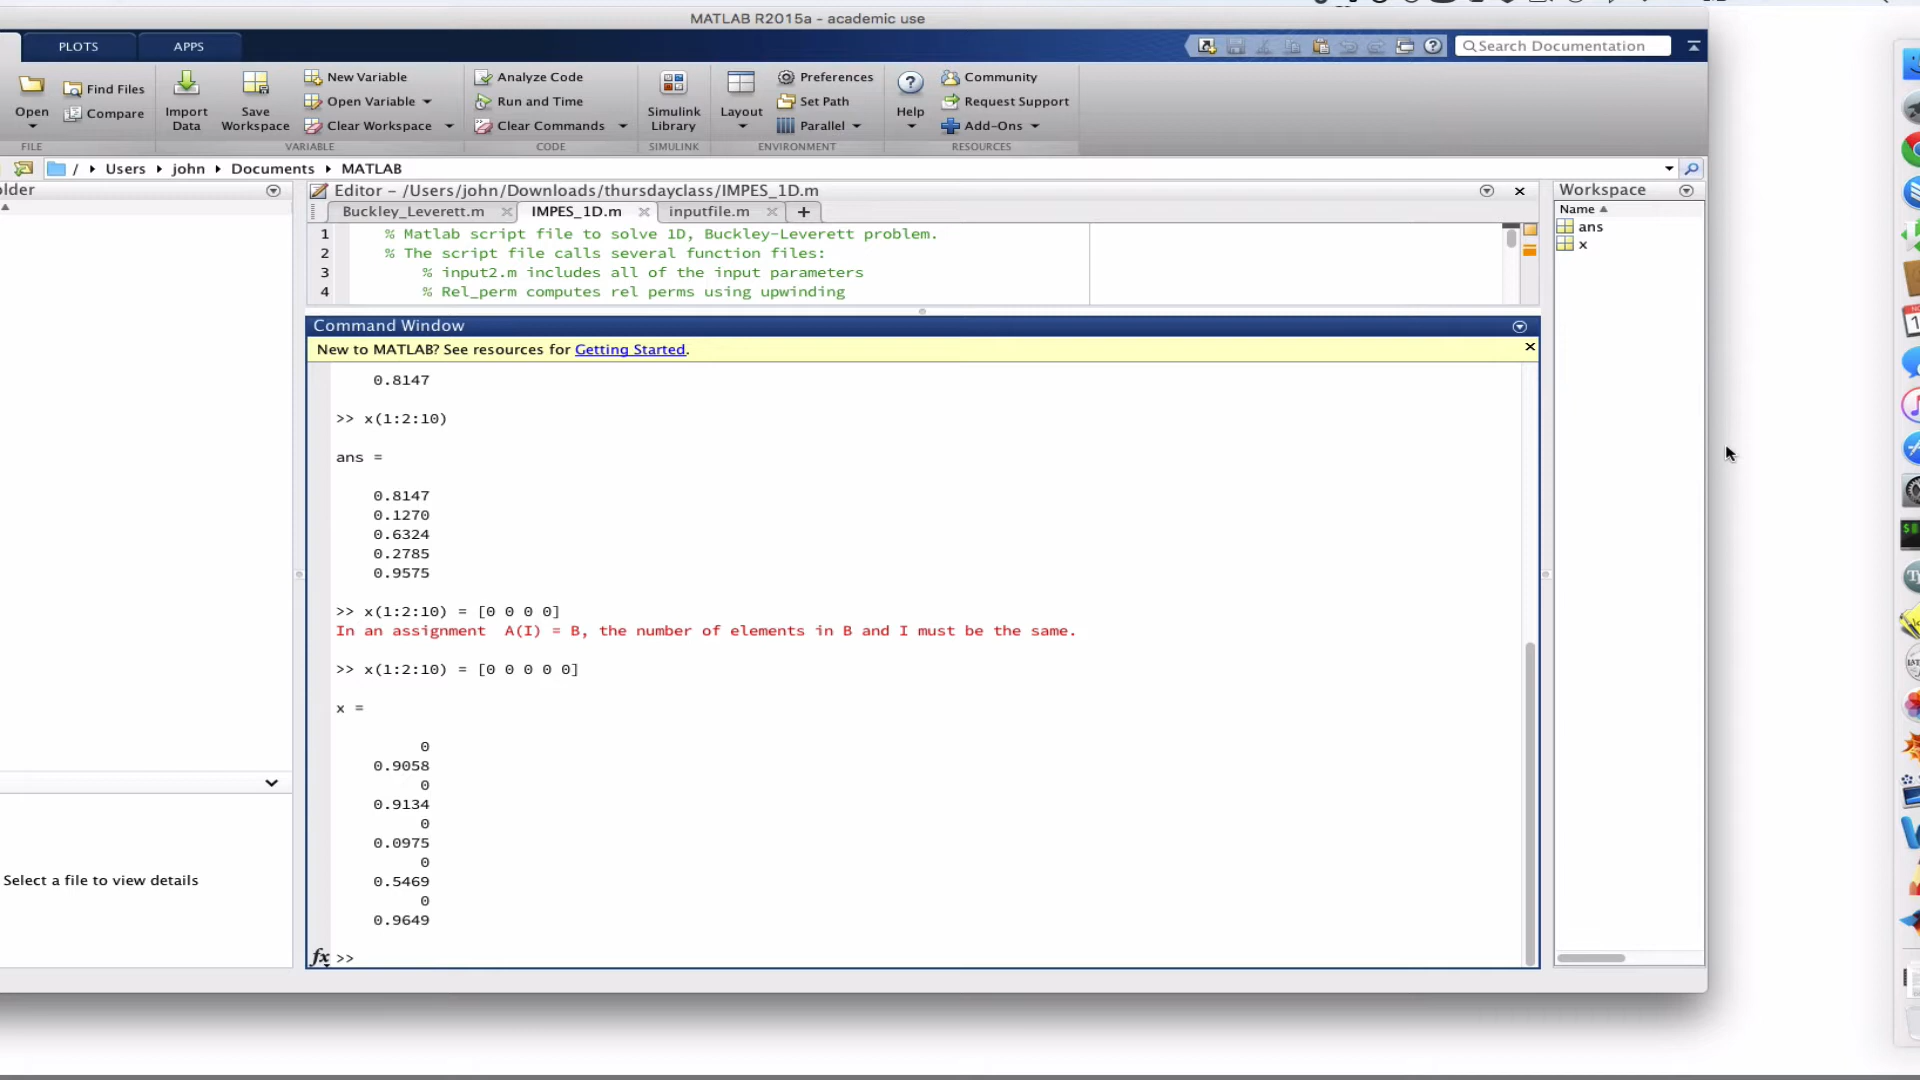 MATLAB R2015a - academic use
PLOTS
APPS
Search Documentation
Open
Find Files
Compare
Import
Data
Save
Workspace
New Variable
Open Variable
Clear Workspace
Analyze Code
Run and Time
Clear Commands
Simulink
Library
Layout
Preferences
Set Path
Parallel
Help
Community
Request Support
Add-Ons
FILE
VARIABLE
CODE
SIMULINK
ENVIRONMENT
RESOURCES
/ Users john Documents MATLAB
older
Editor – /Users/john/Downloads/thursdayclass/IMPES_1D.m
Buckley_Leverett.m
IMPES_1D.m
inputfile.m
1 % Matlab script file to solve 1D, Buckley-Leverett problem.
2 % The script file calls several function files:
3 % input2.m includes all of the input parameters
4 % Rel_perm computes rel perms using upwinding
Workspace
Name
ans
x
Command Window
New to MATLAB? See resources for Getting Started.
0.8147
>> x(1:2:10)
ans =
0.8147
0.1270
0.6324
0.2785
0.9575
>> x(1:2:10) = [0 0 0 0]
In an assignment  A(I) = B, the number of elements in B and I must be the same.
>> x(1:2:10) = [0 0 0 0 0]
x =
0
0.9058
0
0.9134
0
0.0975
0
0.5469
0
0.9649
fx >>
Select a file to view details